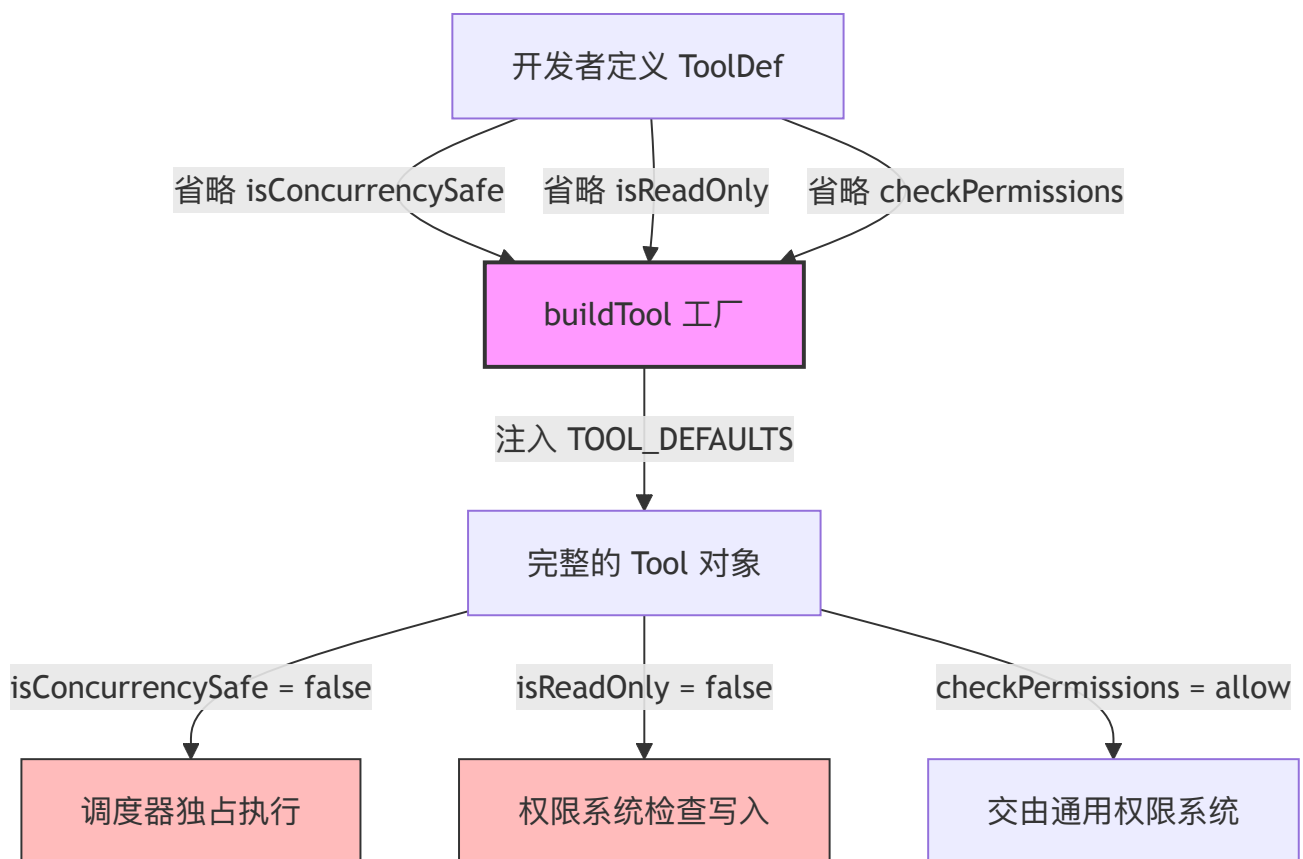 开发者定义 ToolDef
省略 isConcurrencySafe
省略 isReadOnly
省略 checkPermissions
buildTool 工厂
注入 TOOL_DEFAULTS
完整的 Tool 对象
isConcurrencySafe = false
isReadOnly = false
checkPermissions = allow
调度器独占执行
权限系统检查写入
交由通用权限系统